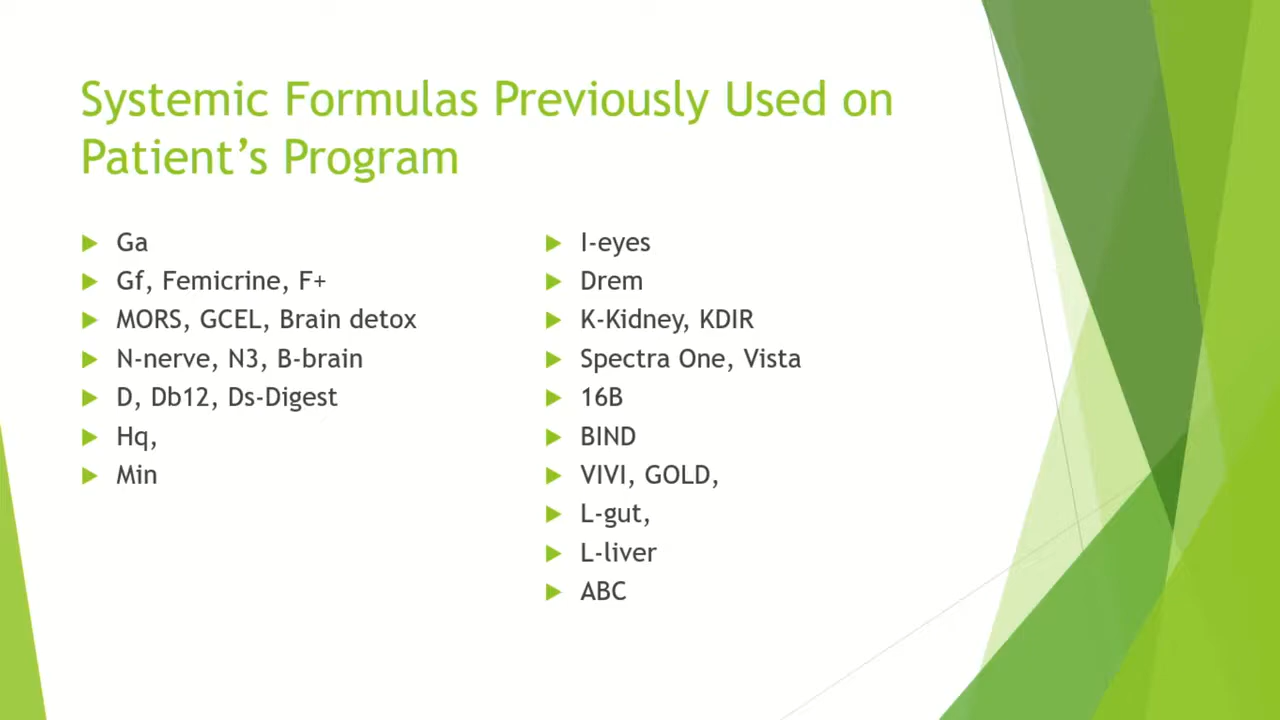 Systemic Formulas Previously Used on
Patient’s Program
Ga
Gf, Femicrine, F+
MORS, GCEL, Brain detox
N-nerve, N3, B-brain
D, Db12, Ds-Digest
Hq,
Min
I-eyes
Drem
K-Kidney, KDIR
Spectra One, Vista
16B
BIND
VIVI, GOLD,
L-gut,
L-liver
ABC